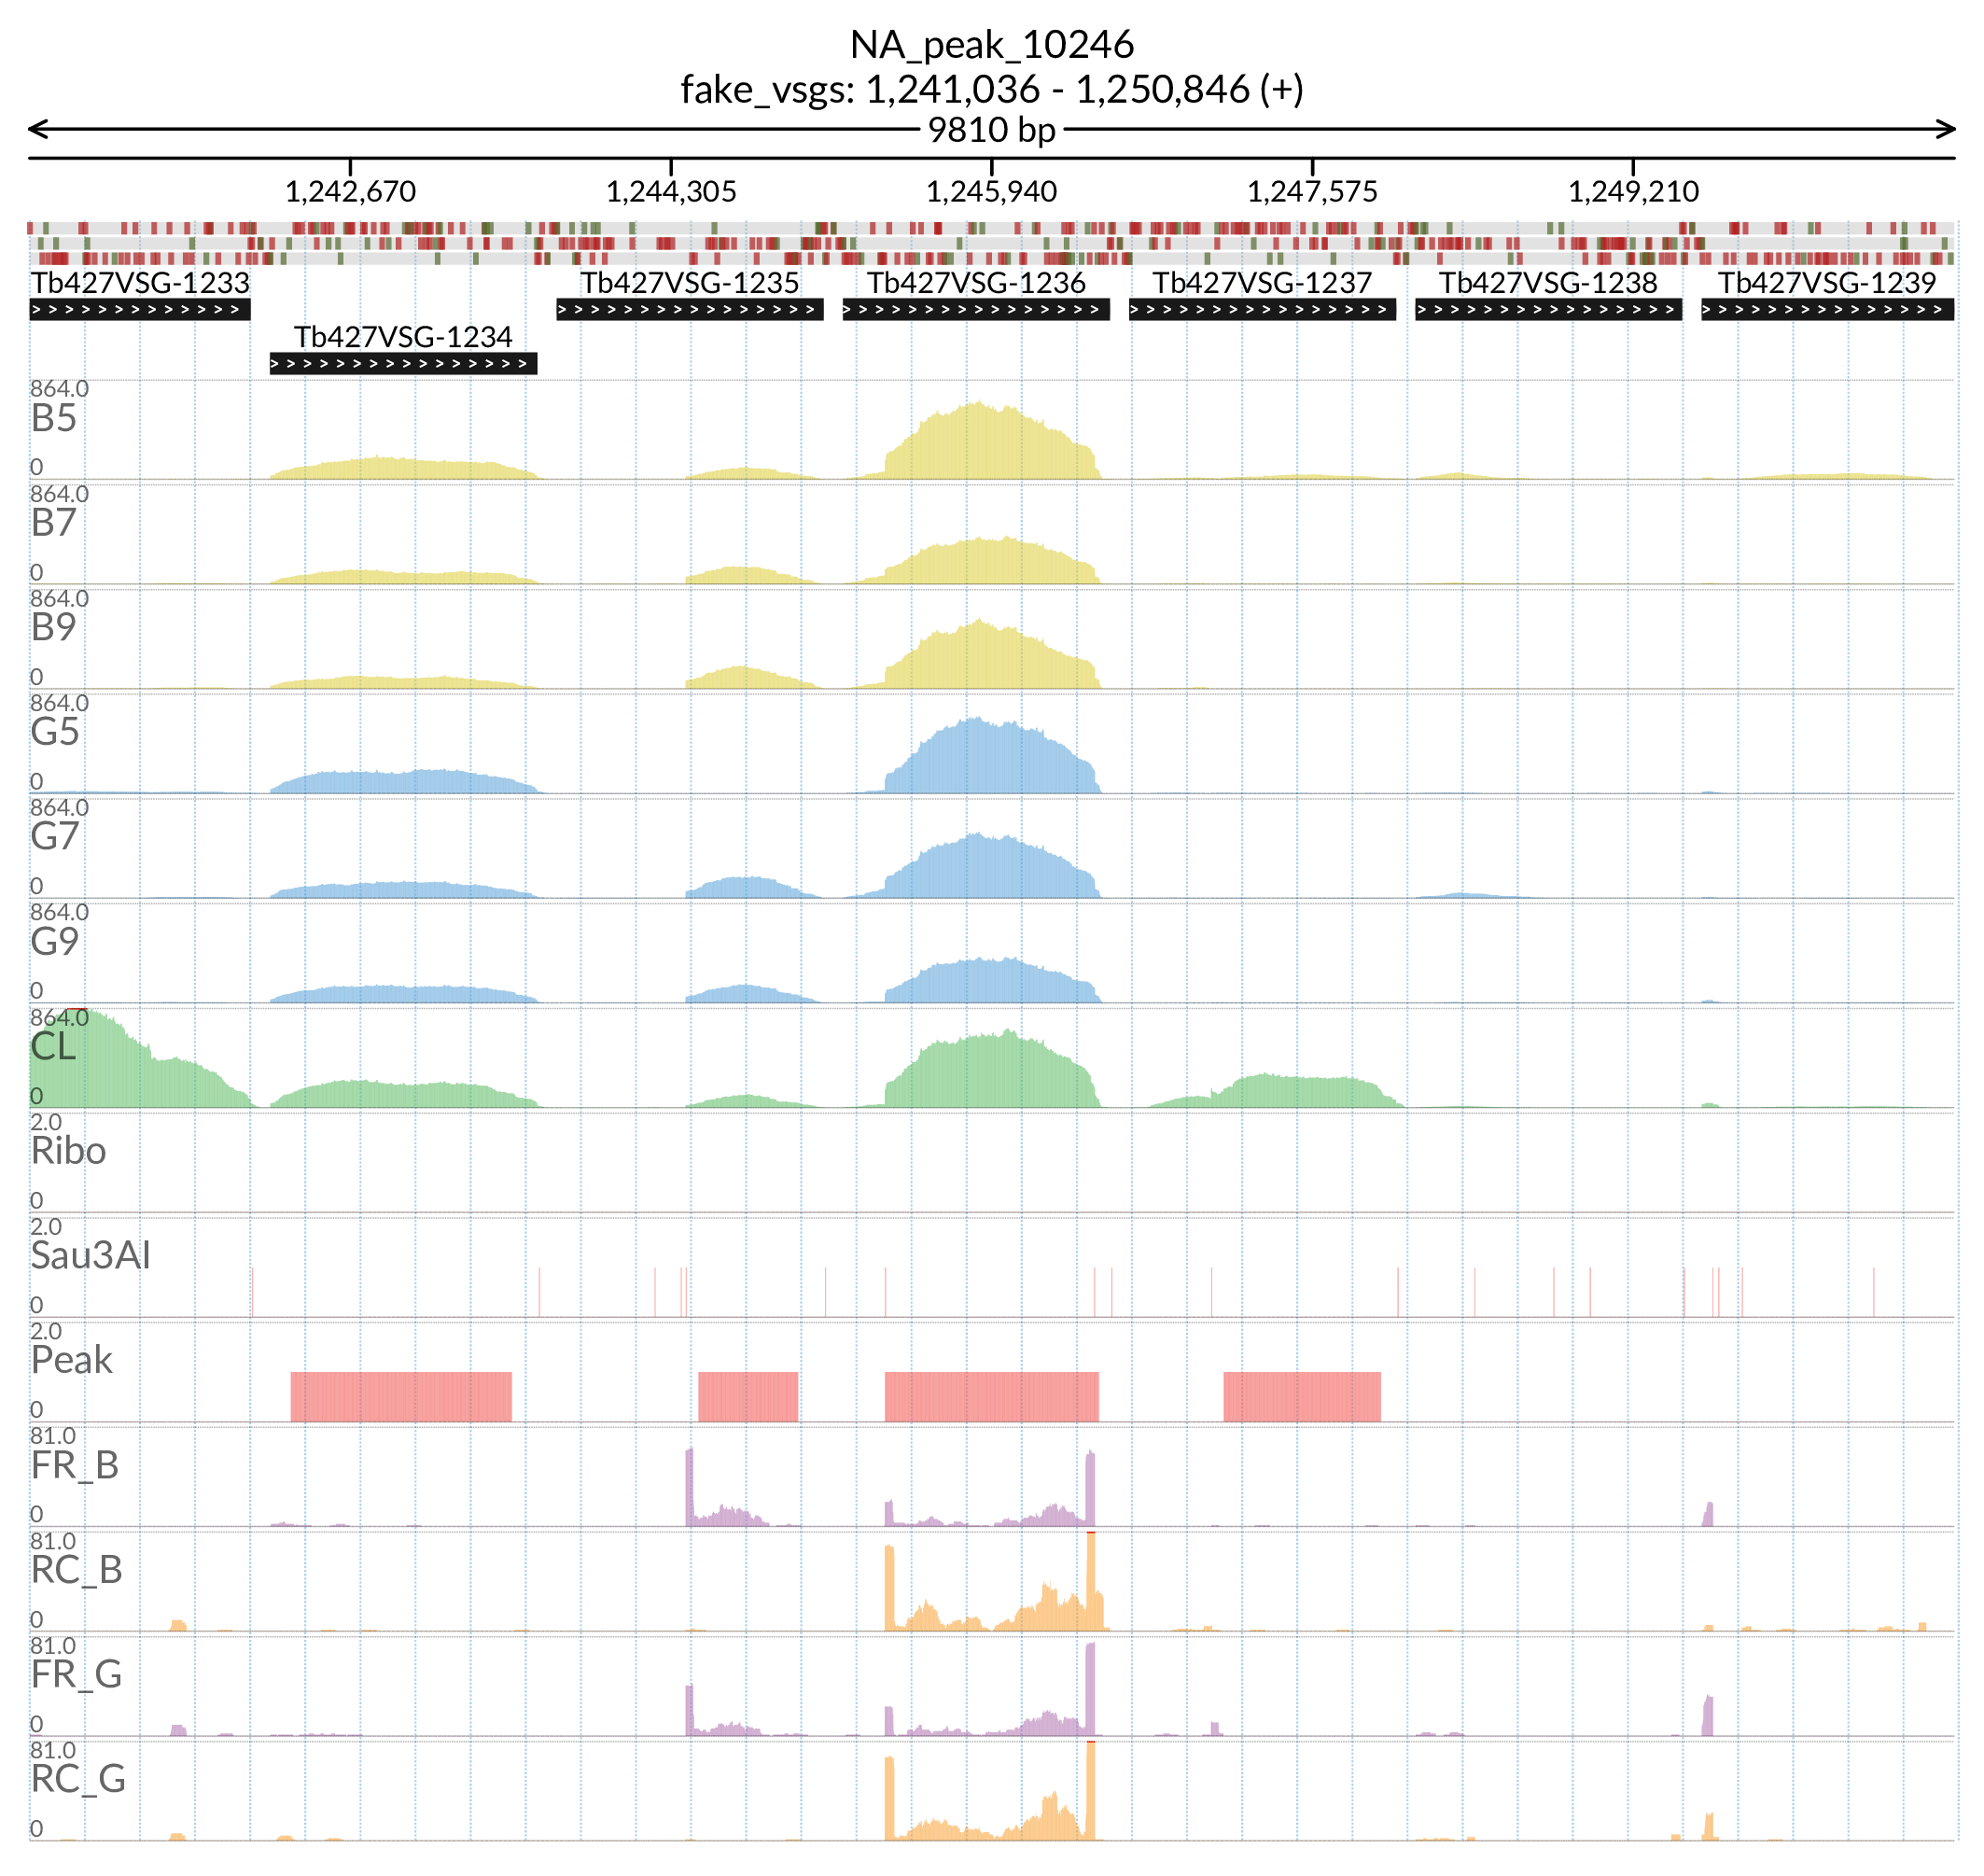 NA_peak_10246
fake_vsgs: 1,241,036 - 1,250,846 (+)
9810 bp
1,242,670 1,244,305 1,245,940 1,247,575 1,249,210
Tb427VSG-1233 Tb427VSG-1235 Tb427VSG-1236 Tb427VSG-1237 Tb427VSG-1238 Tb427VSG-1239
Tb427VSG-1234
864.0
B5
0
864.0
B7
0
864.0
B9
0
864.0
G5
0
864.0
G7
0
864.0
G9
0
864.0
CL
0
2.0
Ribo
0
2.0
Sau3AI
0
2.0
Peak
0
81.0
FR_B
0
81.0
RC_B
0
81.0
FR_G
0
81.0
RC_G
0